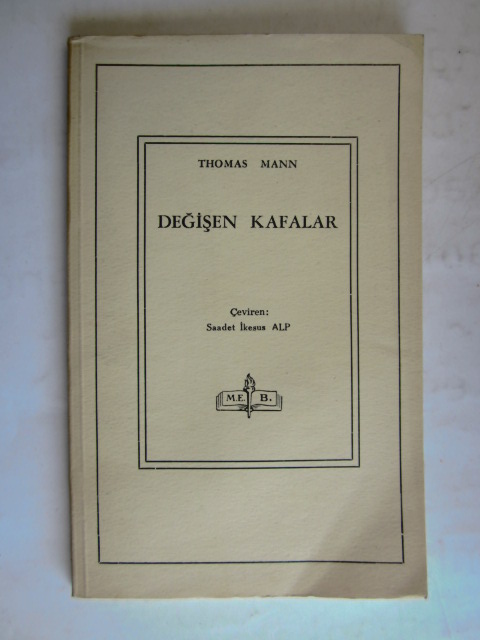 THOMAS MANN
DEĞİŞEN KAFALAR
Çeviren:
Saadet İkesus ALP
M.E. B.